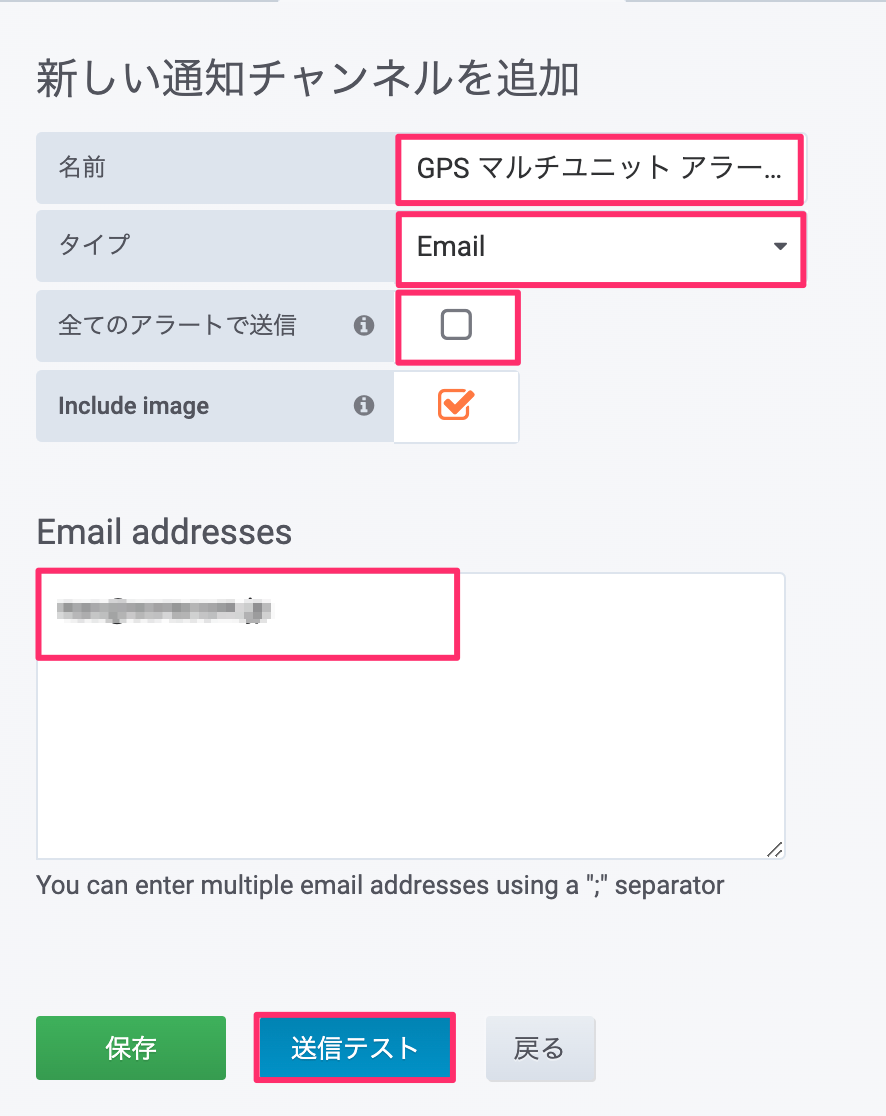 新しい通知チャンネルを追加
名前
GPS マルチユニット アラー...
タイプ
Email
全てのアラートで送信
Include image
Email addresses
You can enter multiple email addresses using a ";" separator
保存
送信テスト
戻る